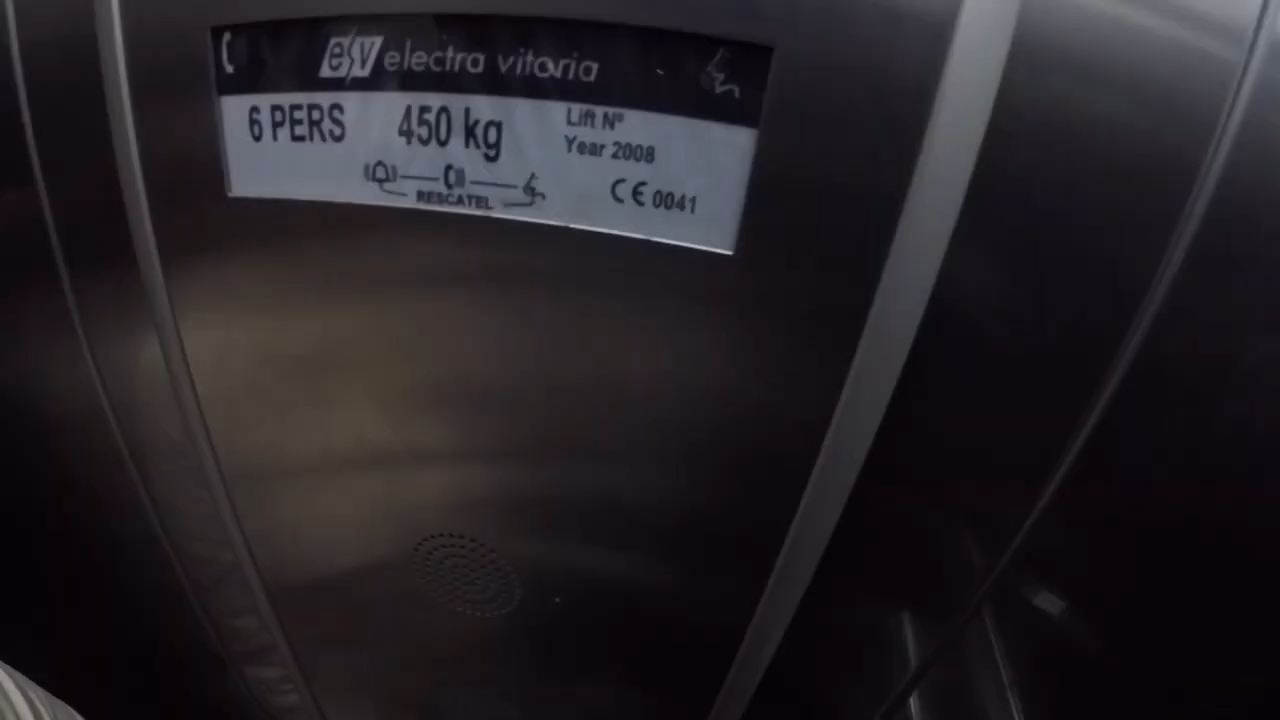 ev electra vitoria
6 PERS 450 kg
Lift Nº
Year 2008
RESCATEL
CE 0041